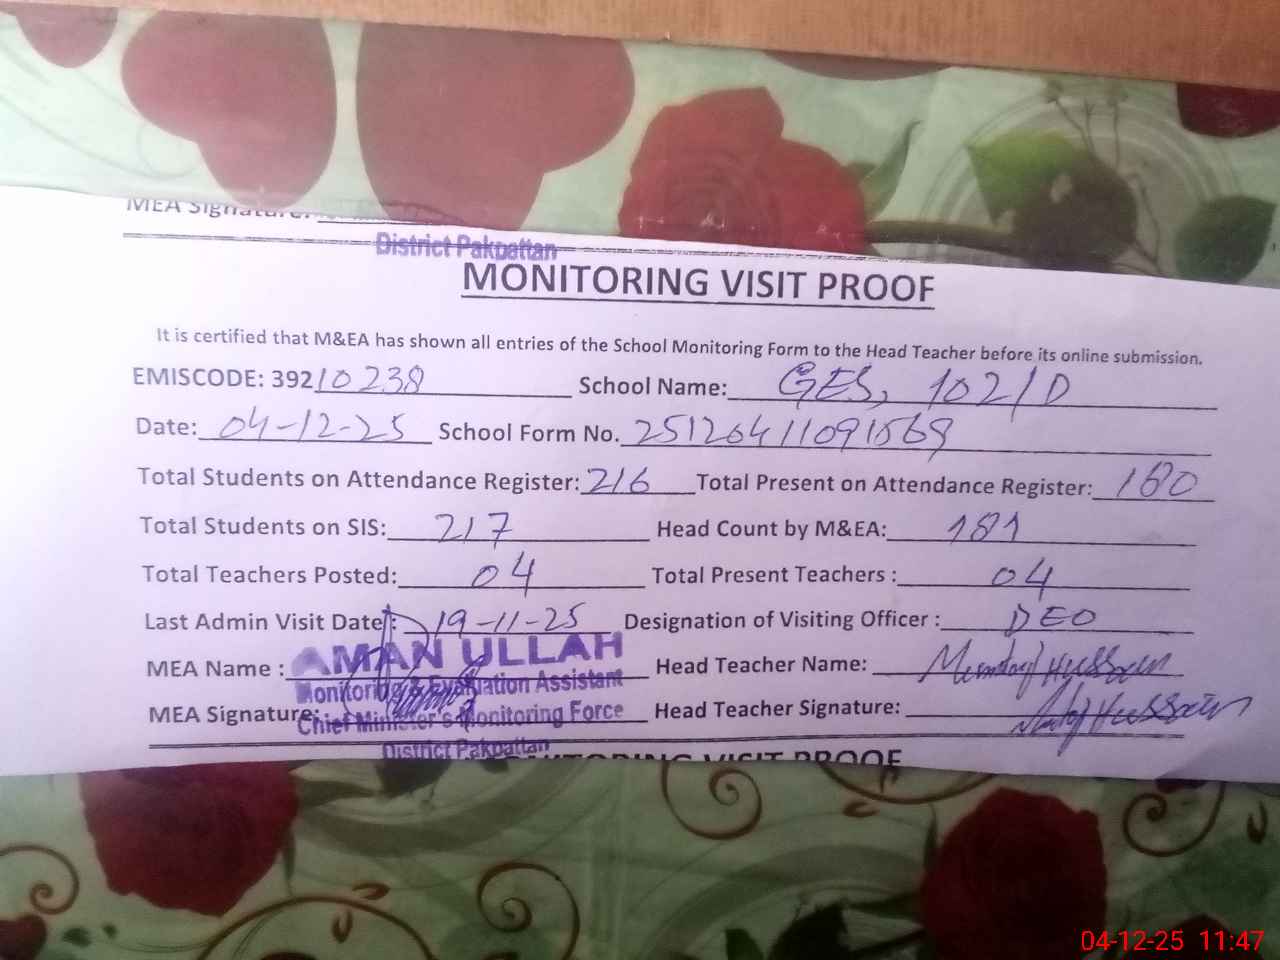 MEA Signature:
District Pakpattan
MONITORING VISIT PROOF
It is certified that M&EA has shown all entries of the School Monitoring Form to the Head Teacher before its online submission.
EMISCODE: 39210238 School Name: GES, 102/D
Date: 04-12-25 School Form No.
Total Students on Attendance Register: 216 Total Present on Attendance Register: 180
Total Students on SIS: 217 Head Count by M&EA: 181
Total Teachers Posted: 04 Total Present Teachers : 04
Last Admin Visit Date : 19-11-25 Designation of Visiting Officer : DEO
MEA Name : AMAN ULLAH Head Teacher Name: Hussain
Monitoring & Evaluation Assistant
MEA Signature: Chief Minister's Monitoring Force Head Teacher Signature: Hussain
District Pakpattan
MONITORING VISIT PROOF
04-12-25 11:47